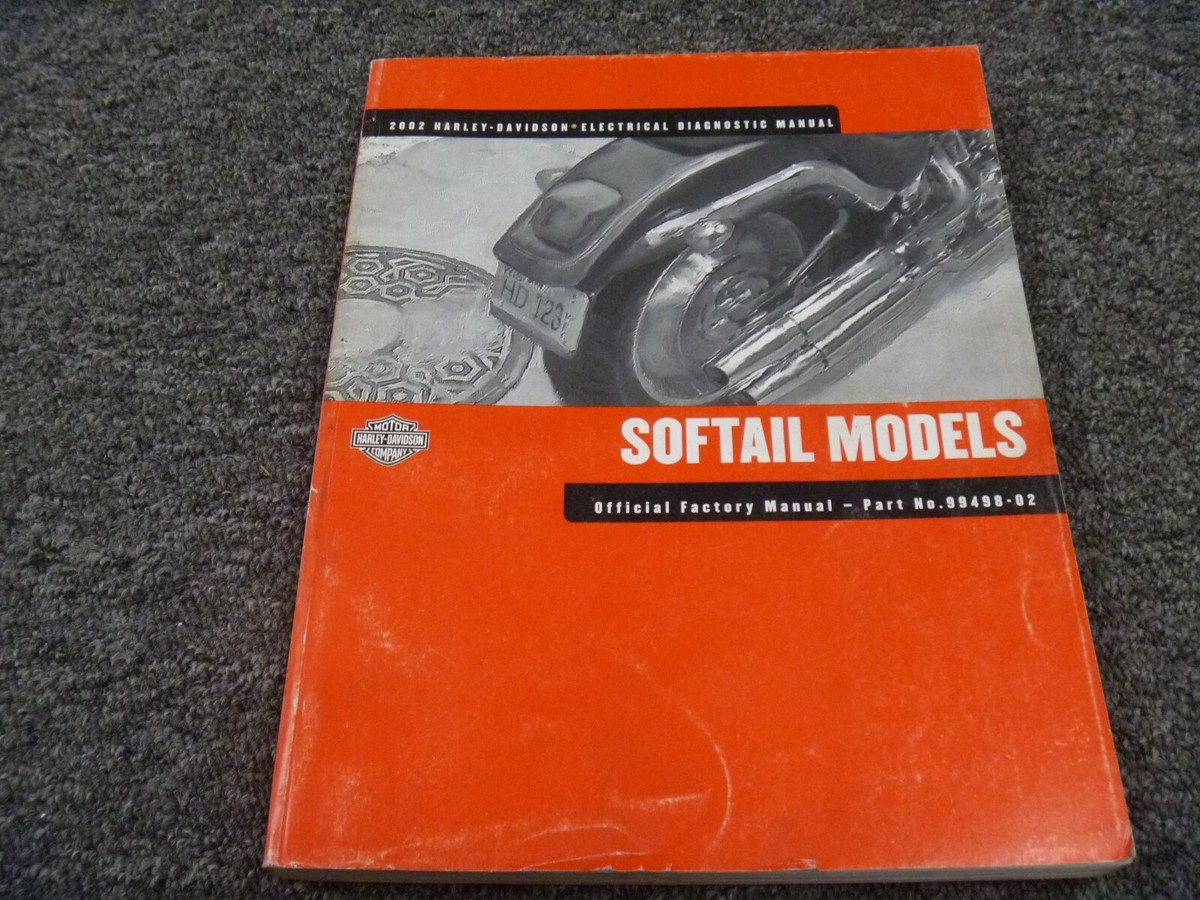 2002 HARLEY-DAVIDSON® ELECTRICAL DIAGNOSTIC MANUAL
HD 123
MOTOR
HARLEY-DAVIDSON
COMPANY
SOFTAIL MODELS
Official Factory Manual – Part No.99498-02